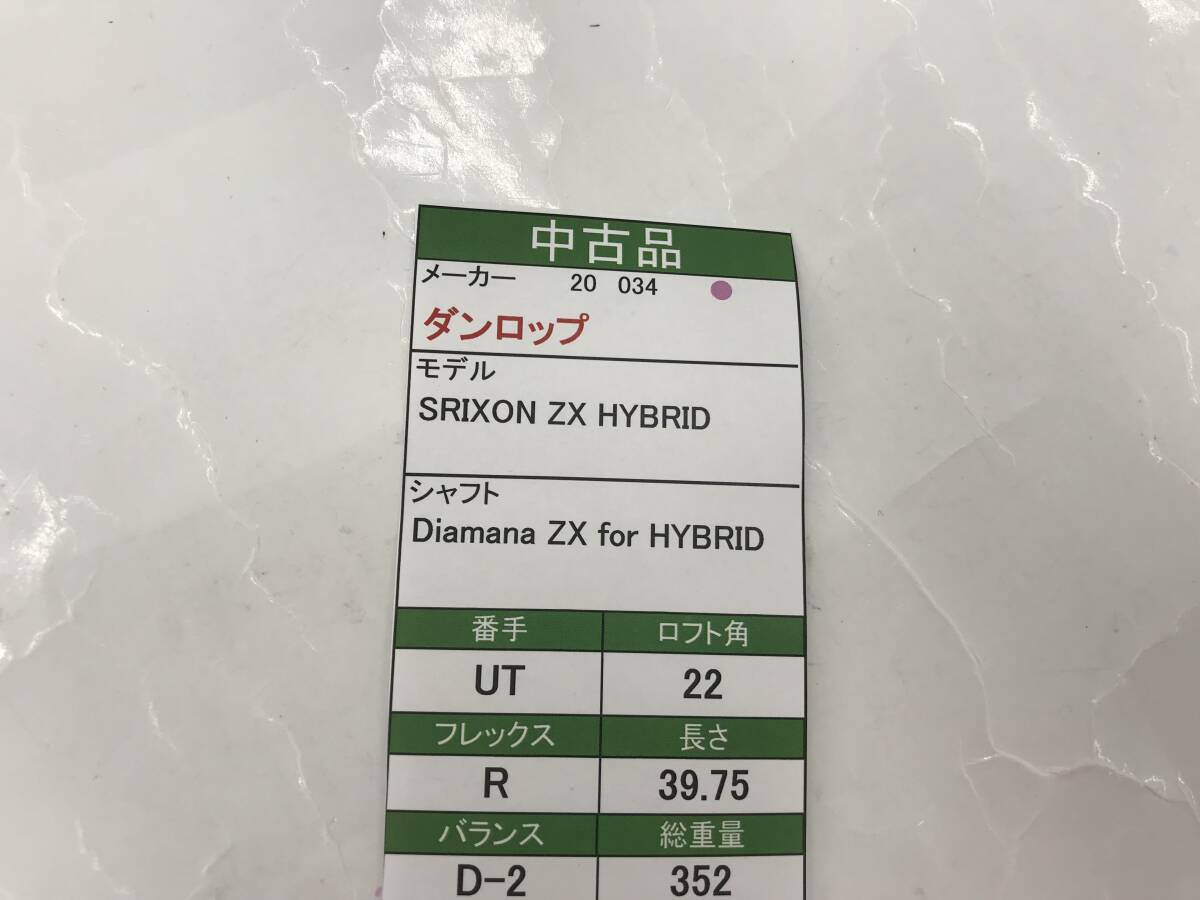 中古品
メーカー 20 034
ダンロップ
モデル
SRIXON ZX HYBRID
シャフト
Diamana ZX for HYBRID
番手 ロフト角
UT 22
フレックス 長さ
R 39.75
バランス 総重量
D-2 352